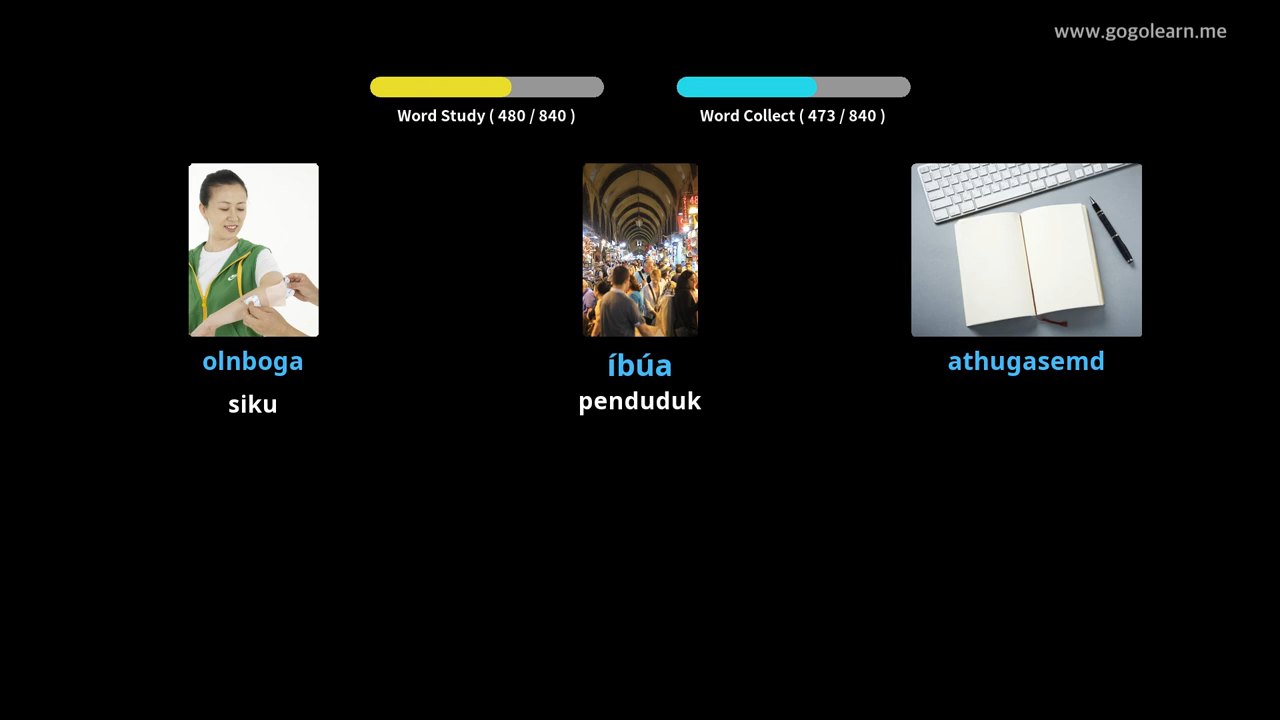 www.gogolearn.me
Word Study ( 480 / 840 )
Word Collect ( 473 / 840 )
olnboga
íbúa
athugasemd
siku
penduduk